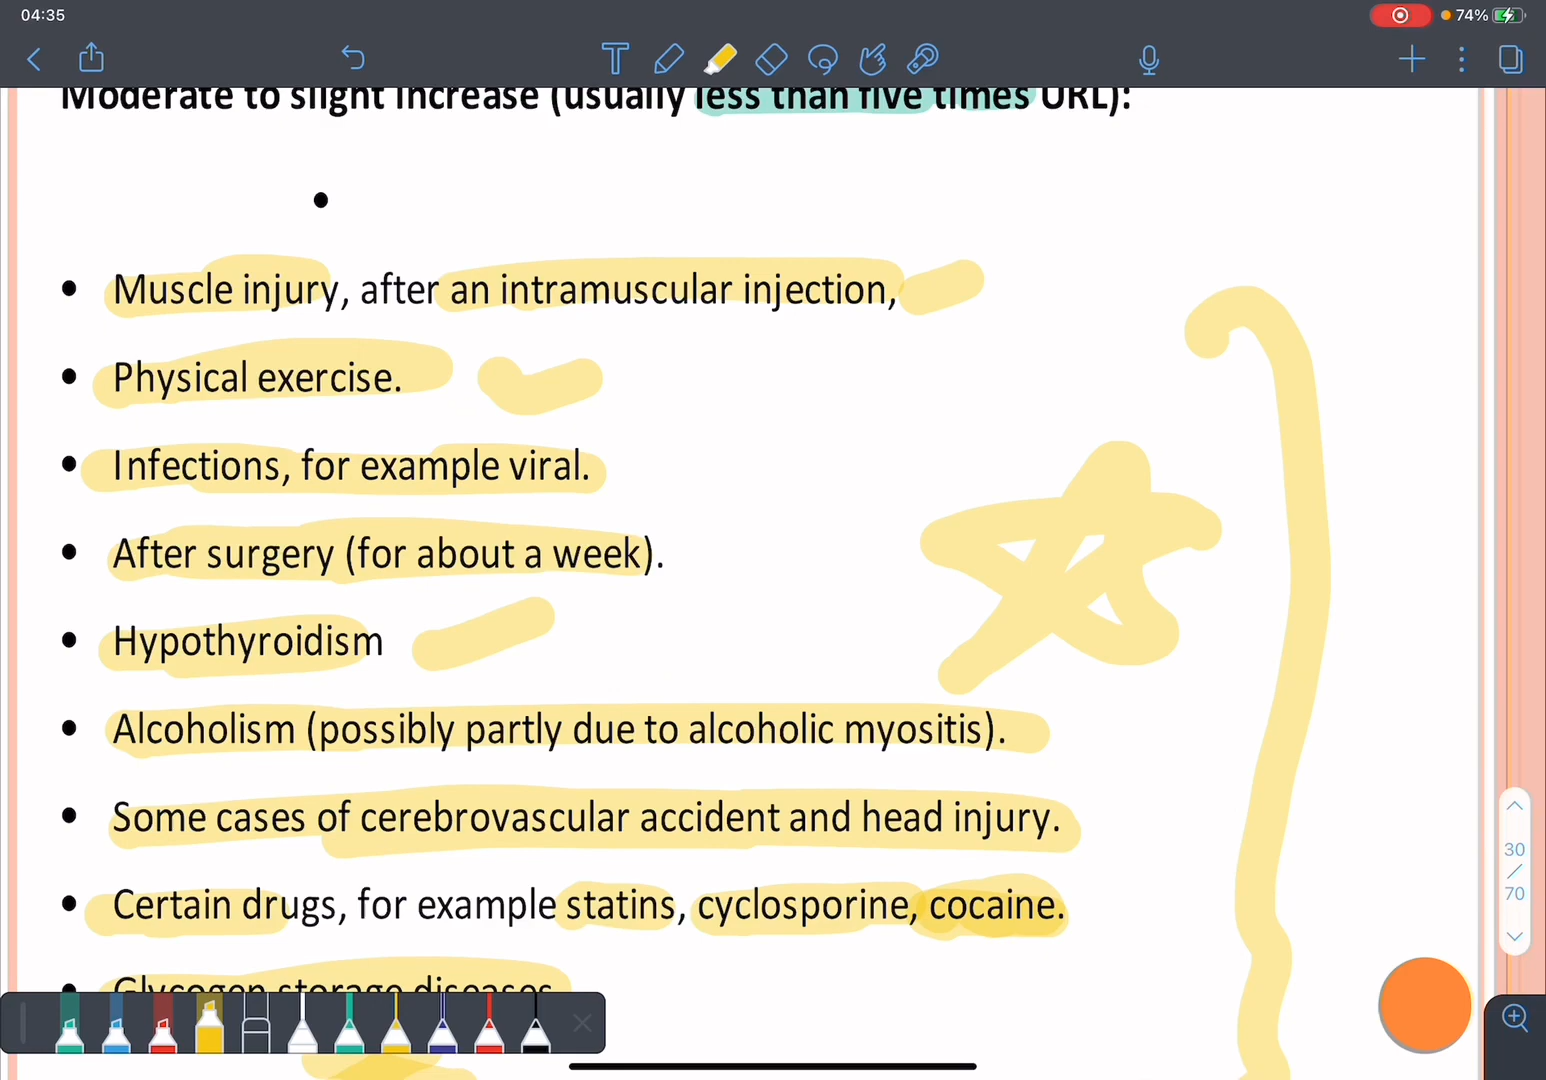 04:35
74%
Moderate to slight increase (usually less than five times URL):
•
• Muscle injury, after an intramuscular injection,
• Physical exercise.
• Infections, for example viral.
• After surgery (for about a week).
• Hypothyroidism
• Alcoholism (possibly partly due to alcoholic myositis).
• Some cases of cerebrovascular accident and head injury.
• Certain drugs, for example statins, cyclosporine, cocaine.
• Glycogen storage diseases
30
/
70